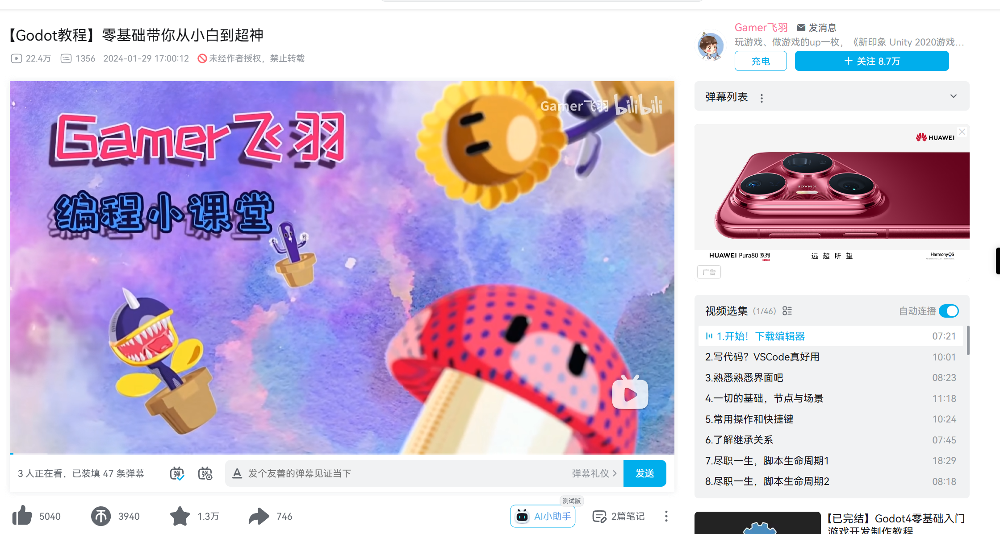 【Godot教程】零基础带你从小白到超神
22.4万 1356 2024-01-29 17:00:12 未经作者授权，禁止转载
Gamer飞羽 发消息
玩游戏、做游戏的up一枚，《新印象 Unity 2020游戏…
充电
+ 关注 8.7万
Gamer飞羽
编程小课堂
Gamer飞羽 bilibili
3 人正在看，已装填 47 条弹幕
弹
弹
A 发个友善的弹幕见证当下
弹幕礼仪 >
发送
5040
3940
1.3万
746
测试版
AI小助手
2篇笔记
弹幕列表
HUAWEI
XMAGE
HUAWEI Pura80 系列
远超所望
HarmonyOS
广告
视频选集 (1/46)
自动连播
1.开始！下载编辑器 07:21
2.写代码？VSCode真好用 10:01
3.熟悉熟悉界面吧 08:23
4.一切的基础，节点与场景 11:18
5.常用操作和快捷键 10:24
6.了解继承关系 07:45
7.尽职一生，脚本生命周期1 18:29
8.尽职一生，脚本生命周期2 08:18
【已完结】Godot4零基础入门
游戏开发制作教程